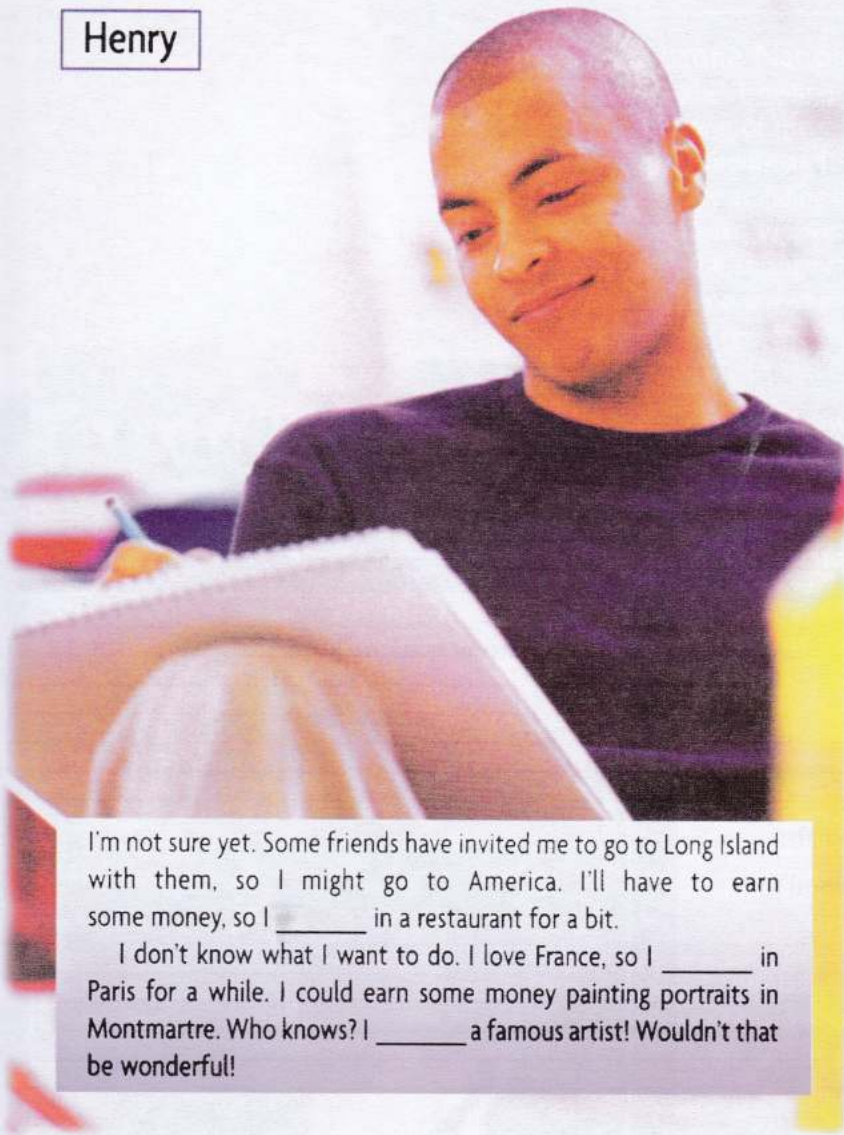 Henry
I'm not sure yet. Some friends have invited me to go to Long Island
with them, so I might go to America. I'll have to earn
some money, so I ________ in a restaurant for a bit.
I don't know what I want to do. I love France, so I ________ in
Paris for a while. I could earn some money painting portraits in
Montmartre. Who knows? I ________ a famous artist! Wouldn't that
be wonderful!